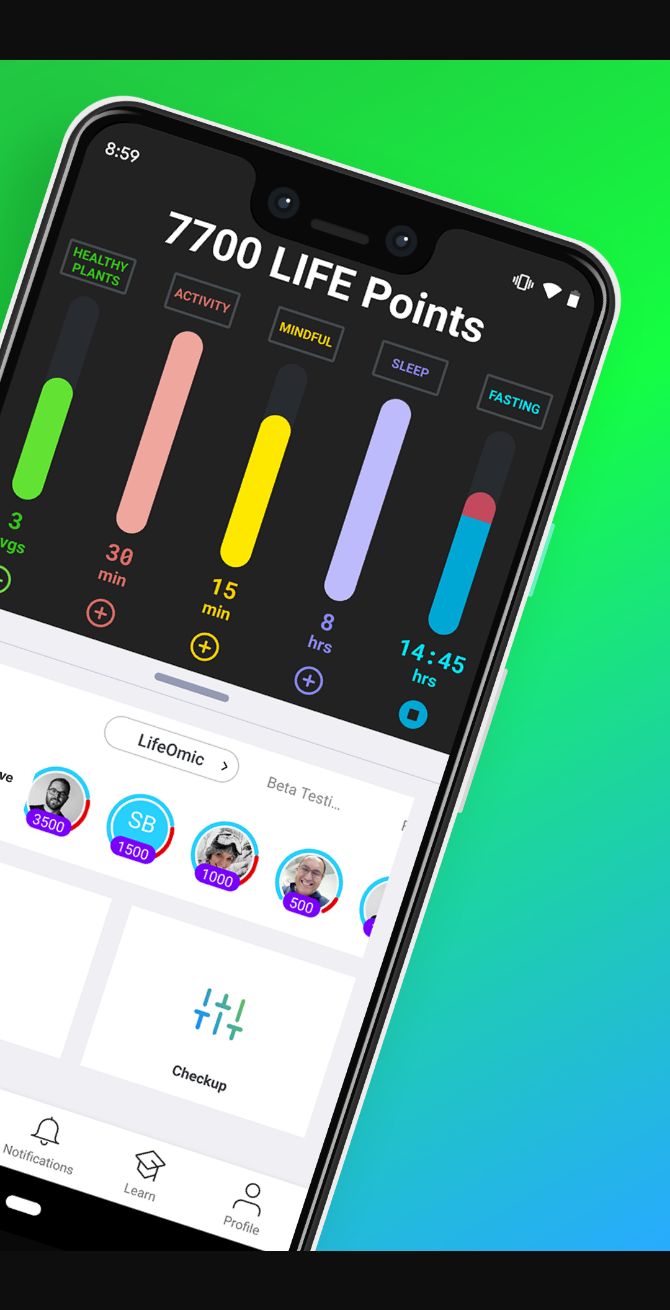 8:59
7700 LIFE Points
HEALTHY
PLANTS
ACTIVITY
MINDFUL
SLEEP
FASTING
3
vgs
30
min
15
min
8
hrs
14:45
hrs
LifeOmic
Beta Testi...
ve
3500
SB
1500
1000
500
Checkup
Notifications
Learn
Profile